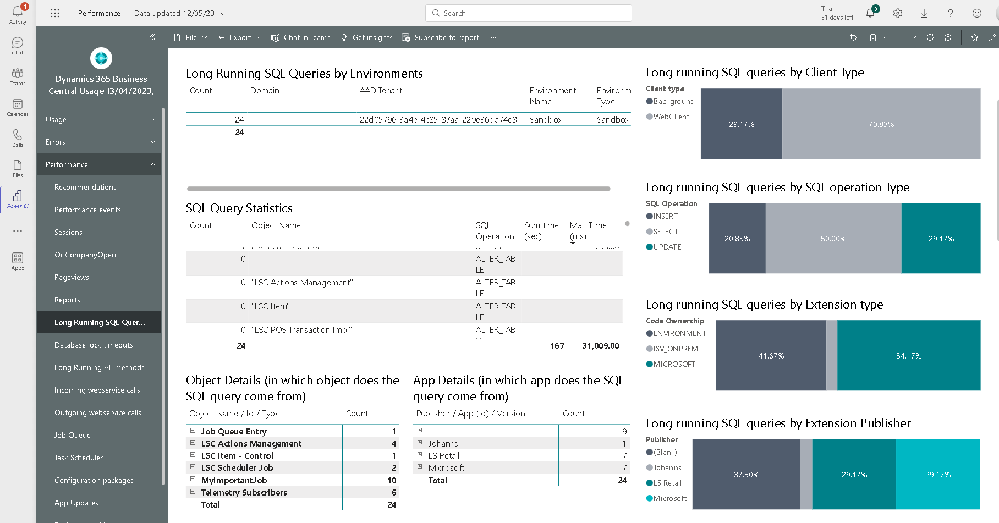 1
Activity
Chat
Teams
Calendar
Calls
Files
Power BI
Apps
Performance
Data updated 12/05/23
Search
Trial:
31 days left
3
File
Export
Chat in Teams
Get insights
Subscribe to report
Dynamics 365 Business
Central Usage 13/04/2023,
Usage
Errors
Performance
Recommendations
Performance events
Sessions
OnCompanyOpen
Pageviews
Reports
Long Running SQL Quer...
Database lock timeouts
Long Running AL methods
Incoming webservice calls
Outgoing webservice calls
Job Queue
Task Scheduler
Configuration packages
App Updates
Long Running SQL Queries by Environments
Count Domain AAD Tenant Environment Environm
Name Type
24 22d05796-3a4e-4c85-87aa-229e36ba74d3 Sandbox Sandbox
24
SQL Query Statistics
Count Object Name SQL Sum time Max Time
Operation (sec) (ms)
0 ALTER_TAB
LE
0 "LSC Actions Management" ALTER_TAB
LE
0 "LSC Item" ALTER_TAB
LE
0 "LSC POS Transaction Impl" ALTER_TAB
24 167 31,009.00
Object Details (in which object does the
SQL query come from)
Object Name / Id / Type Count
Job Queue Entry 1
LSC Actions Management 4
LSC Item - Control 1
LSC Scheduler Job 2
MyImportantJob 10
Telemetry Subscribers 6
Total 24
App Details (in which app does the SQL
query come from)
Publisher / App (id) / Version Count
9
Johanns 1
LS Retail 7
Microsoft 7
Total 24
Long running SQL queries by Client Type
Client type
Background
WebClient
29.17% 70.83%
Long running SQL queries by SQL operation Type
SQL Operation
INSERT
SELECT
UPDATE
20.83% 50.00% 29.17%
Long running SQL queries by Extension type
Code Ownership
ENVIRONMENT
ISV_ONPREM
MICROSOFT
41.67% 54.17%
Long running SQL queries by Extension Publisher
Publisher
(Blank)
Johanns
LS Retail
Microsoft
37.50% 29.17% 29.17%